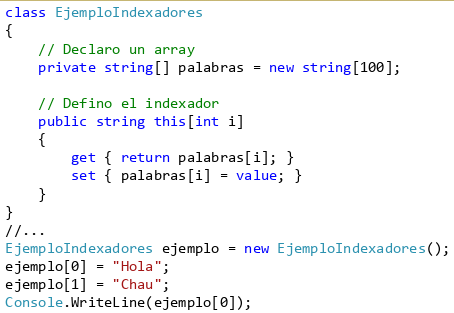 class EjemploIndexadores
{
    // Declaro un array
    private string[] palabras = new string[100];

    // Defino el indexador
    public string this[int i]
    {
        get { return palabras[i]; }
        set { palabras[i] = value; }
    }
}
//...
EjemploIndexadores ejemplo = new EjemploIndexadores();
ejemplo[0] = "Hola";
ejemplo[1] = "Chau";
Console.WriteLine(ejemplo[0]);